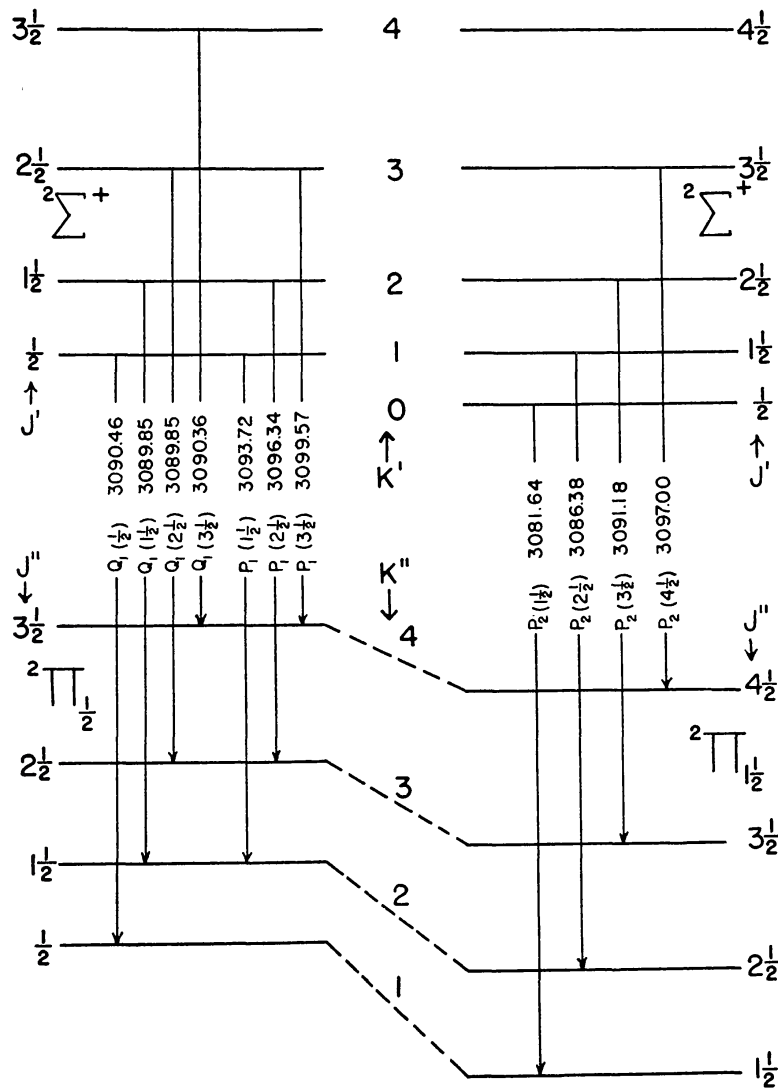 3½ 4 4½
2½ 3 3½
²Σ⁺ ²Σ⁺
1½ 2 2½
½ 1 1½
0 ½
↑ J' ↑ K' ↑ J'
Q₁(½) 3090.46
Q₁(1½) 3089.85
Q₁(2½) 3089.85
Q₁(3½) 3090.36
P₁(1½) 3093.72
P₁(2½) 3096.34
P₁(3½) 3099.57
P₂(1½) 3081.64
P₂(2½) 3086.38
P₂(3½) 3091.18
P₂(4½) 3097.00
J'' ↓ K'' ↓ J'' ↓
3½ 4 4½
²Π½ ²Π1½
2½ 3 3½
1½ 2 2½
½ 1 1½